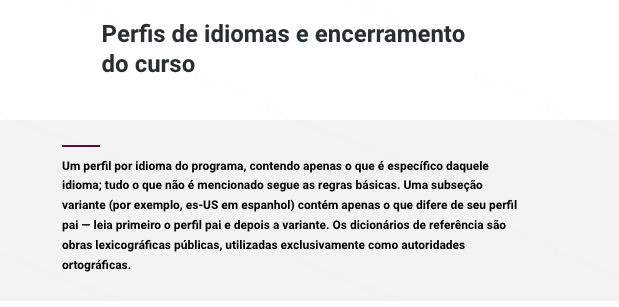 Perfis de idiomas e encerramento
do curso
Um perfil por idioma do programa, contendo apenas o que é específico daquele
idioma; tudo o que não é mencionado segue as regras básicas. Uma subseção
variante (por exemplo, es-US em espanhol) contém apenas o que difere de seu perfil
pai — leia primeiro o perfil pai e depois a variante. Os dicionários de referência são
obras lexicográficas públicas, utilizadas exclusivamente como autoridades
ortográficas.